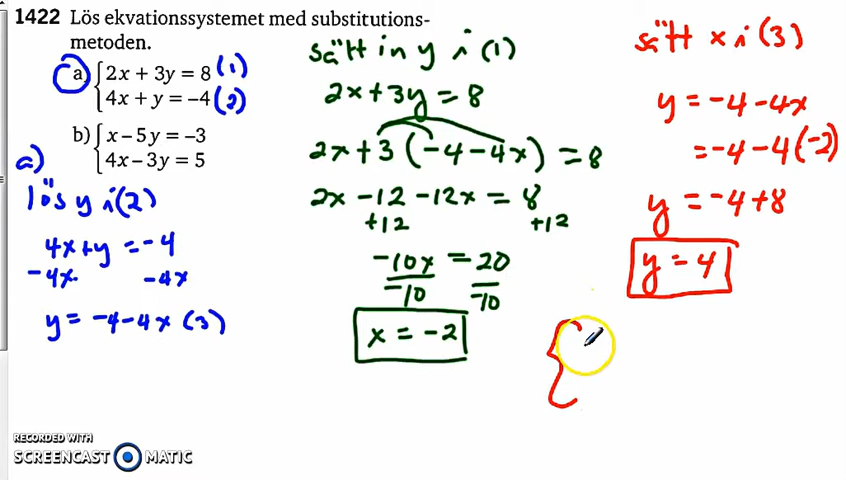 1422 Lös ekvationssystemet med substitutions-
metoden.
a) { 2x + 3y = 8 (1)
4x + y = −4 (2)
b) { x − 5y = −3
4x − 3y = 5
a)
lös y i (2)
4x + y = -4
-4x -4x
y = -4 - 4x (3)
sätt in y i (1)
2x + 3y = 8
2x + 3 (-4 - 4x) = 8
2x - 12 - 12x = 8
+12 +12
-10x = 20
-10 -10
x = -2
sätt x i (3)
y = -4 - 4x
= -4 - 4(-2)
y = -4 + 8
y = 4
{
RECORDED WITH
SCREENCAST MATIC